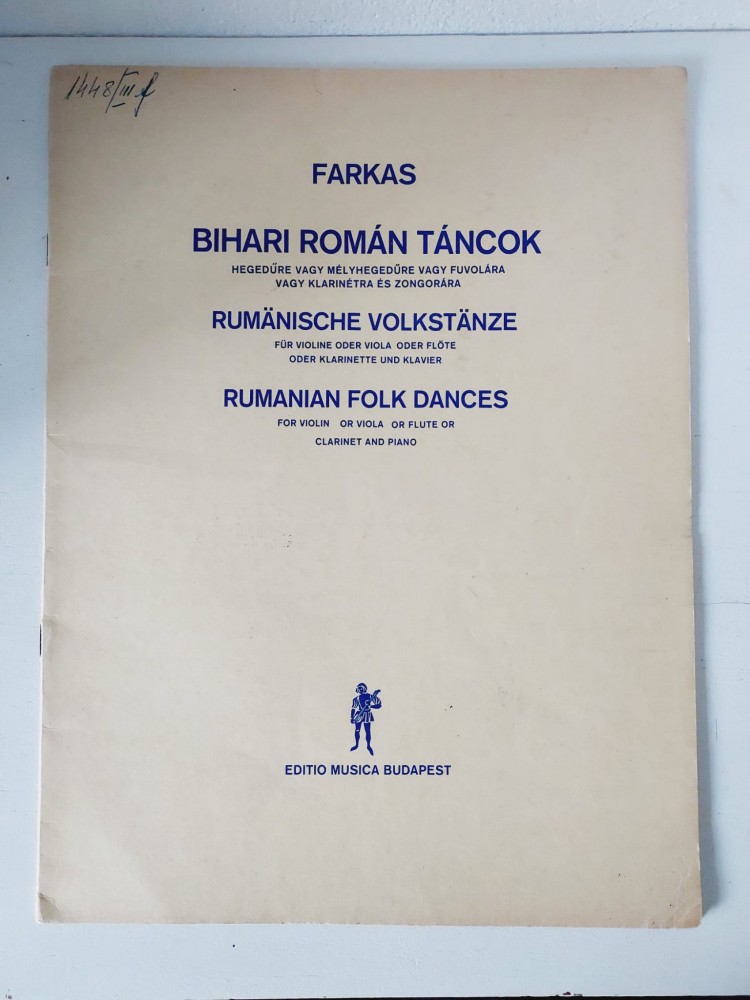 1448/III f
FARKAS
BIHARI ROMÁN TÁNCOK
HEGEDŰRE VAGY MÉLYHEGEDŰRE VAGY FUVOLÁRA
VAGY KLARINÉTRA ÉS ZONGORÁRA
RUMÄNISCHE VOLKSTÄNZE
FÜR VIOLINE ODER VIOLA ODER FLÖTE
ODER KLARINETTE UND KLAVIER
RUMANIAN FOLK DANCES
FOR VIOLIN OR VIOLA OR FLUTE OR
CLARINET AND PIANO
EDITIO MUSICA BUDAPEST